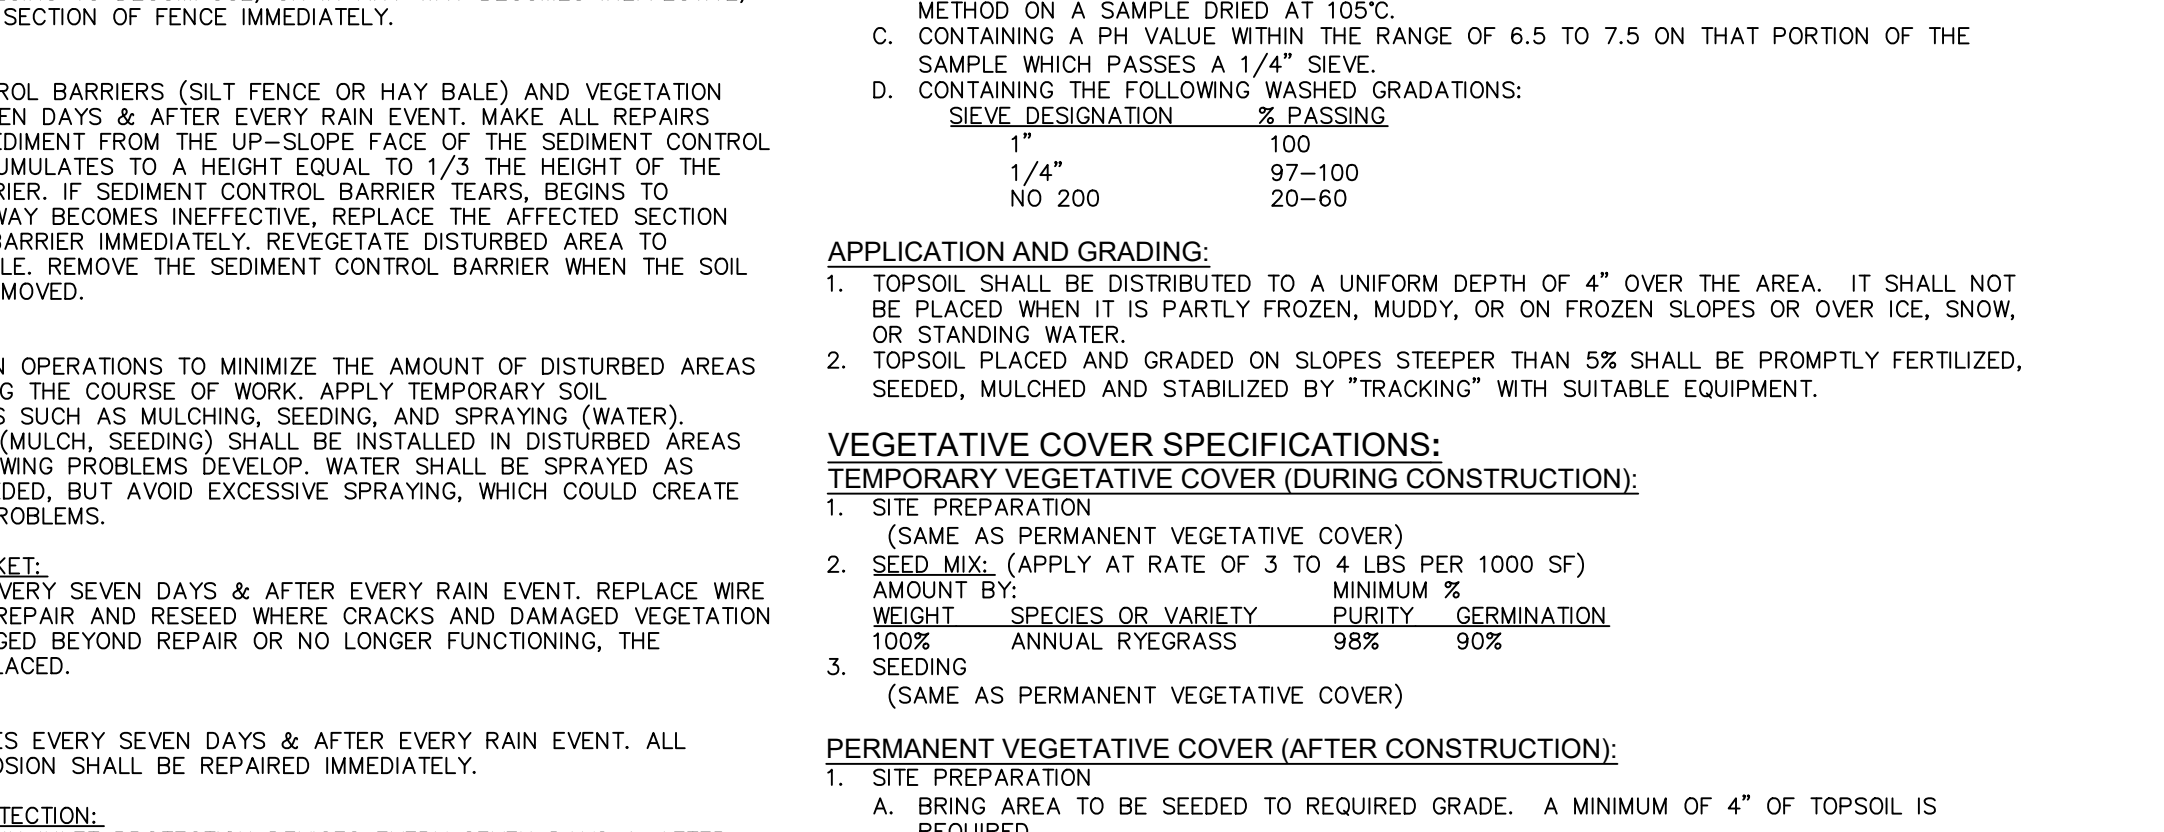 SECTION OF FENCE IMMEDIATELY.
ROL BARRIERS (SILT FENCE OR HAY BALE) AND VEGETATION
EN DAYS & AFTER EVERY RAIN EVENT. MAKE ALL REPAIRS
EDIMENT FROM THE UP-SLOPE FACE OF THE SEDIMENT CONTROL
UMULATES TO A HEIGHT EQUAL TO 1/3 THE HEIGHT OF THE
RIER. IF SEDIMENT CONTROL BARRIER TEARS, BEGINS TO
WAY BECOMES INEFFECTIVE, REPLACE THE AFFECTED SECTION
BARRIER IMMEDIATELY. REVEGETATE DISTURBED AREA TO
LE. REMOVE THE SEDIMENT CONTROL BARRIER WHEN THE SOIL
MOVED.
N OPERATIONS TO MINIMIZE THE AMOUNT OF DISTURBED AREAS
G THE COURSE OF WORK. APPLY TEMPORARY SOIL
S SUCH AS MULCHING, SEEDING, AND SPRAYING (WATER).
(MULCH, SEEDING) SHALL BE INSTALLED IN DISTURBED AREAS
WING PROBLEMS DEVELOP. WATER SHALL BE SPRAYED AS
DED, BUT AVOID EXCESSIVE SPRAYING, WHICH COULD CREATE
ROBLEMS.
KET:
VERY SEVEN DAYS & AFTER EVERY RAIN EVENT. REPLACE WIRE
REPAIR AND RESEED WHERE CRACKS AND DAMAGED VEGETATION
GED BEYOND REPAIR OR NO LONGER FUNCTIONING, THE
LACED.
ES EVERY SEVEN DAYS & AFTER EVERY RAIN EVENT. ALL
OSION SHALL BE REPAIRED IMMEDIATELY.
TECTION:
METHOD ON A SAMPLE DRIED AT 105°C.
C. CONTAINING A PH VALUE WITHIN THE RANGE OF 6.5 TO 7.5 ON THAT PORTION OF THE
SAMPLE WHICH PASSES A 1/4" SIEVE.
D. CONTAINING THE FOLLOWING WASHED GRADATIONS:
SIEVE DESIGNATION % PASSING
1" 100
1/4" 97-100
NO 200 20-60
APPLICATION AND GRADING:
1. TOPSOIL SHALL BE DISTRIBUTED TO A UNIFORM DEPTH OF 4" OVER THE AREA. IT SHALL NOT
BE PLACED WHEN IT IS PARTLY FROZEN, MUDDY, OR ON FROZEN SLOPES OR OVER ICE, SNOW,
OR STANDING WATER.
2. TOPSOIL PLACED AND GRADED ON SLOPES STEEPER THAN 5% SHALL BE PROMPTLY FERTILIZED,
SEEDED, MULCHED AND STABILIZED BY "TRACKING" WITH SUITABLE EQUIPMENT.
VEGETATIVE COVER SPECIFICATIONS:
TEMPORARY VEGETATIVE COVER (DURING CONSTRUCTION):
1. SITE PREPARATION
(SAME AS PERMANENT VEGETATIVE COVER)
2. SEED MIX: (APPLY AT RATE OF 3 TO 4 LBS PER 1000 SF)
AMOUNT BY: MINIMUM %
WEIGHT SPECIES OR VARIETY PURITY GERMINATION
100% ANNUAL RYEGRASS 98% 90%
3. SEEDING
(SAME AS PERMANENT VEGETATIVE COVER)
PERMANENT VEGETATIVE COVER (AFTER CONSTRUCTION):
1. SITE PREPARATION
A. BRING AREA TO BE SEEDED TO REQUIRED GRADE. A MINIMUM OF 4" OF TOPSOIL IS
REQUIRED